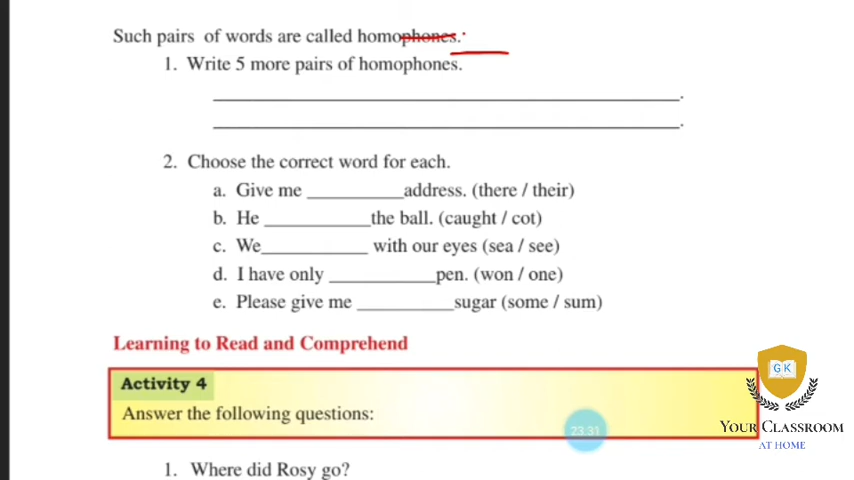 Such pairs of words are called homophones.
1. Write 5 more pairs of homophones.
2. Choose the correct word for each.
a. Give me __________address. (there / their)
b. He ___________the ball. (caught / cot)
c. We___________ with our eyes (sea / see)
d. I have only ___________pen. (won / one)
e. Please give me __________sugar (some / sum)
Learning to Read and Comprehend
Activity 4
Answer the following questions:
23:31
GK
YOUR CLASSROOM
AT HOME
1. Where did Rosy go?